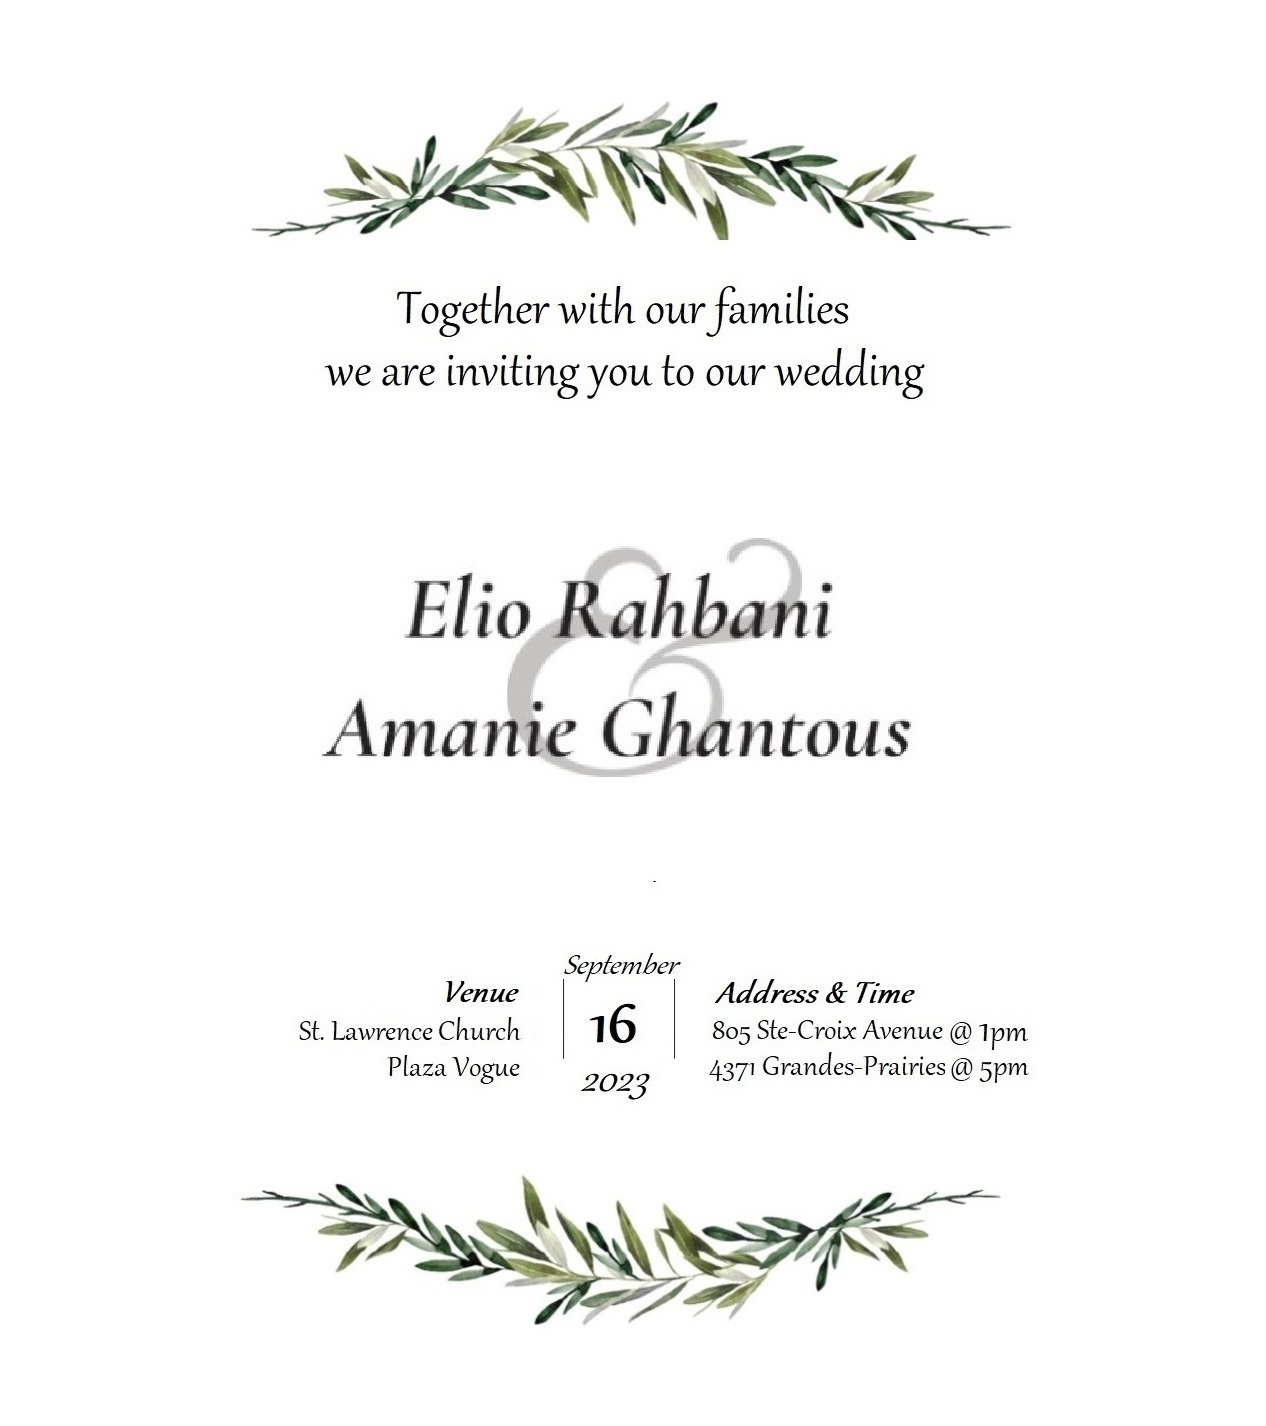 Together with our families
we are inviting you to our wedding
&
Elio Rahbani
Amanie Ghantous
September
16
2023
Venue
St. Lawrence Church
Plaza Vogue
Address & Time
805 Ste-Croix Avenue @ 1pm
4371 Grandes-Prairies @ 5pm